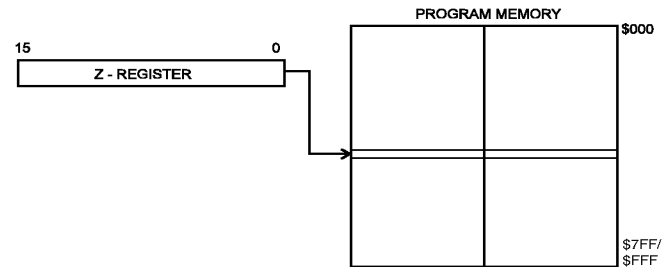 PROGRAM MEMORY
$000
15 0
Z - REGISTER
$7FF/
$FFF